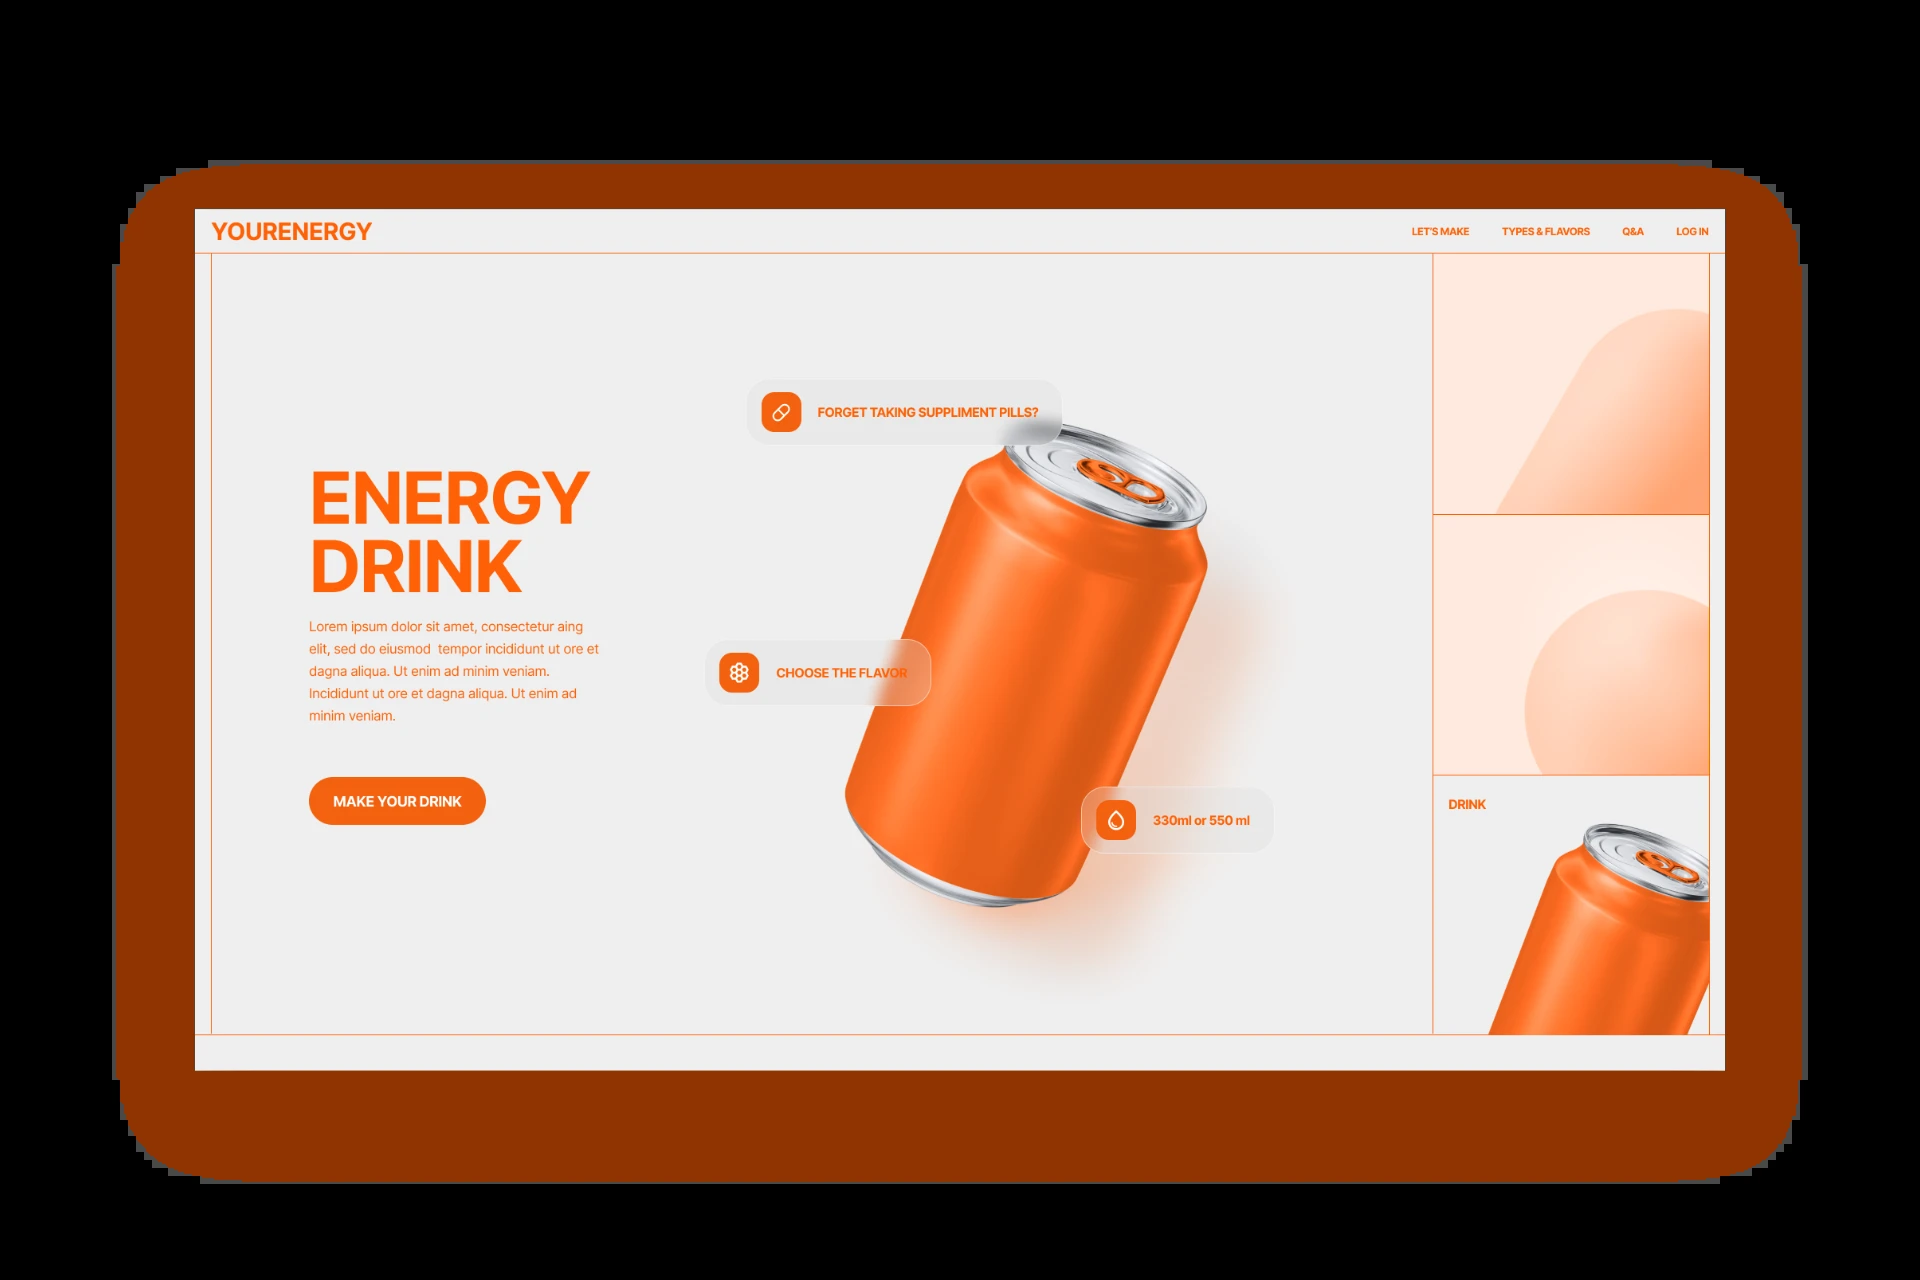 YOURENERGY
LET'S MAKE
TYPES & FLAVORS
Q&A
LOG IN
FORGET TAKING SUPPLIMENT PILLS?
ENERGY
DRINK
Lorem ipsum dolor sit amet, consectetur aing
elit, sed do eiusmod  tempor incididunt ut ore et
dagna aliqua. Ut enim ad minim veniam.
Incididunt ut ore et dagna aliqua. Ut enim ad
minim veniam.
CHOOSE THE FLAVOR
MAKE YOUR DRINK
330ml or 550 ml
DRINK